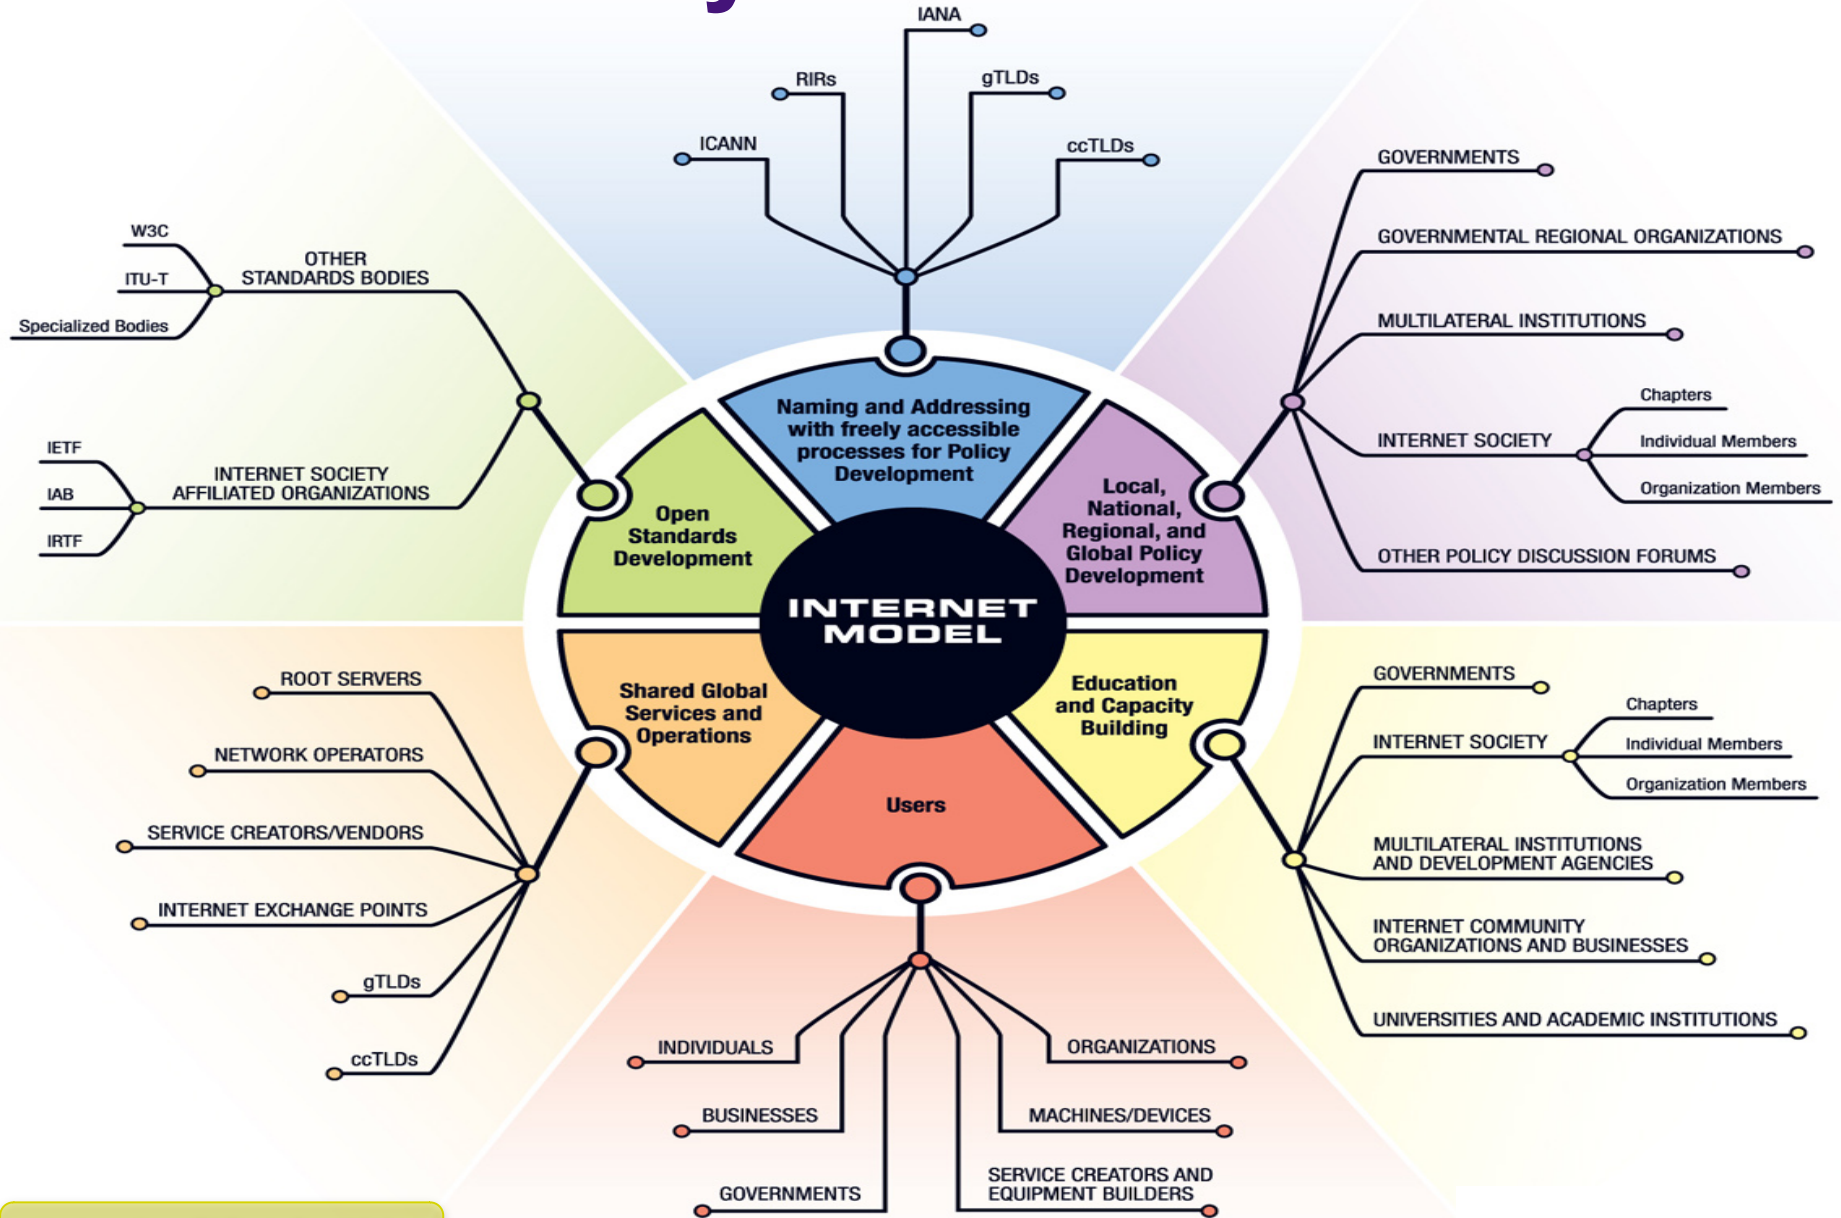 IANA
RIRs
gTLDs
ICANN
ccTLDs
W3C
ITU-T
Specialized Bodies
OTHER
STANDARDS BODIES
IETF
IAB
IRTF
INTERNET SOCIETY
AFFILIATED ORGANIZATIONS
GOVERNMENTS
GOVERNMENTAL REGIONAL ORGANIZATIONS
MULTILATERAL INSTITUTIONS
INTERNET SOCIETY
Chapters
Individual Members
Organization Members
OTHER POLICY DISCUSSION FORUMS
Naming and Addressing
with freely accessible
processes for Policy
Development
Open
Standards
Development
Local,
National,
Regional, and
Global Policy
Development
INTERNET
MODEL
Shared Global
Services and
Operations
Education
and Capacity
Building
Users
ROOT SERVERS
NETWORK OPERATORS
SERVICE CREATORS/VENDORS
INTERNET EXCHANGE POINTS
gTLDs
ccTLDs
GOVERNMENTS
INTERNET SOCIETY
Chapters
Individual Members
Organization Members
MULTILATERAL INSTITUTIONS
AND DEVELOPMENT AGENCIES
INTERNET COMMUNITY
ORGANIZATIONS AND BUSINESSES
UNIVERSITIES AND ACADEMIC INSTITUTIONS
INDIVIDUALS
ORGANIZATIONS
BUSINESSES
MACHINES/DEVICES
GOVERNMENTS
SERVICE CREATORS AND
EQUIPMENT BUILDERS